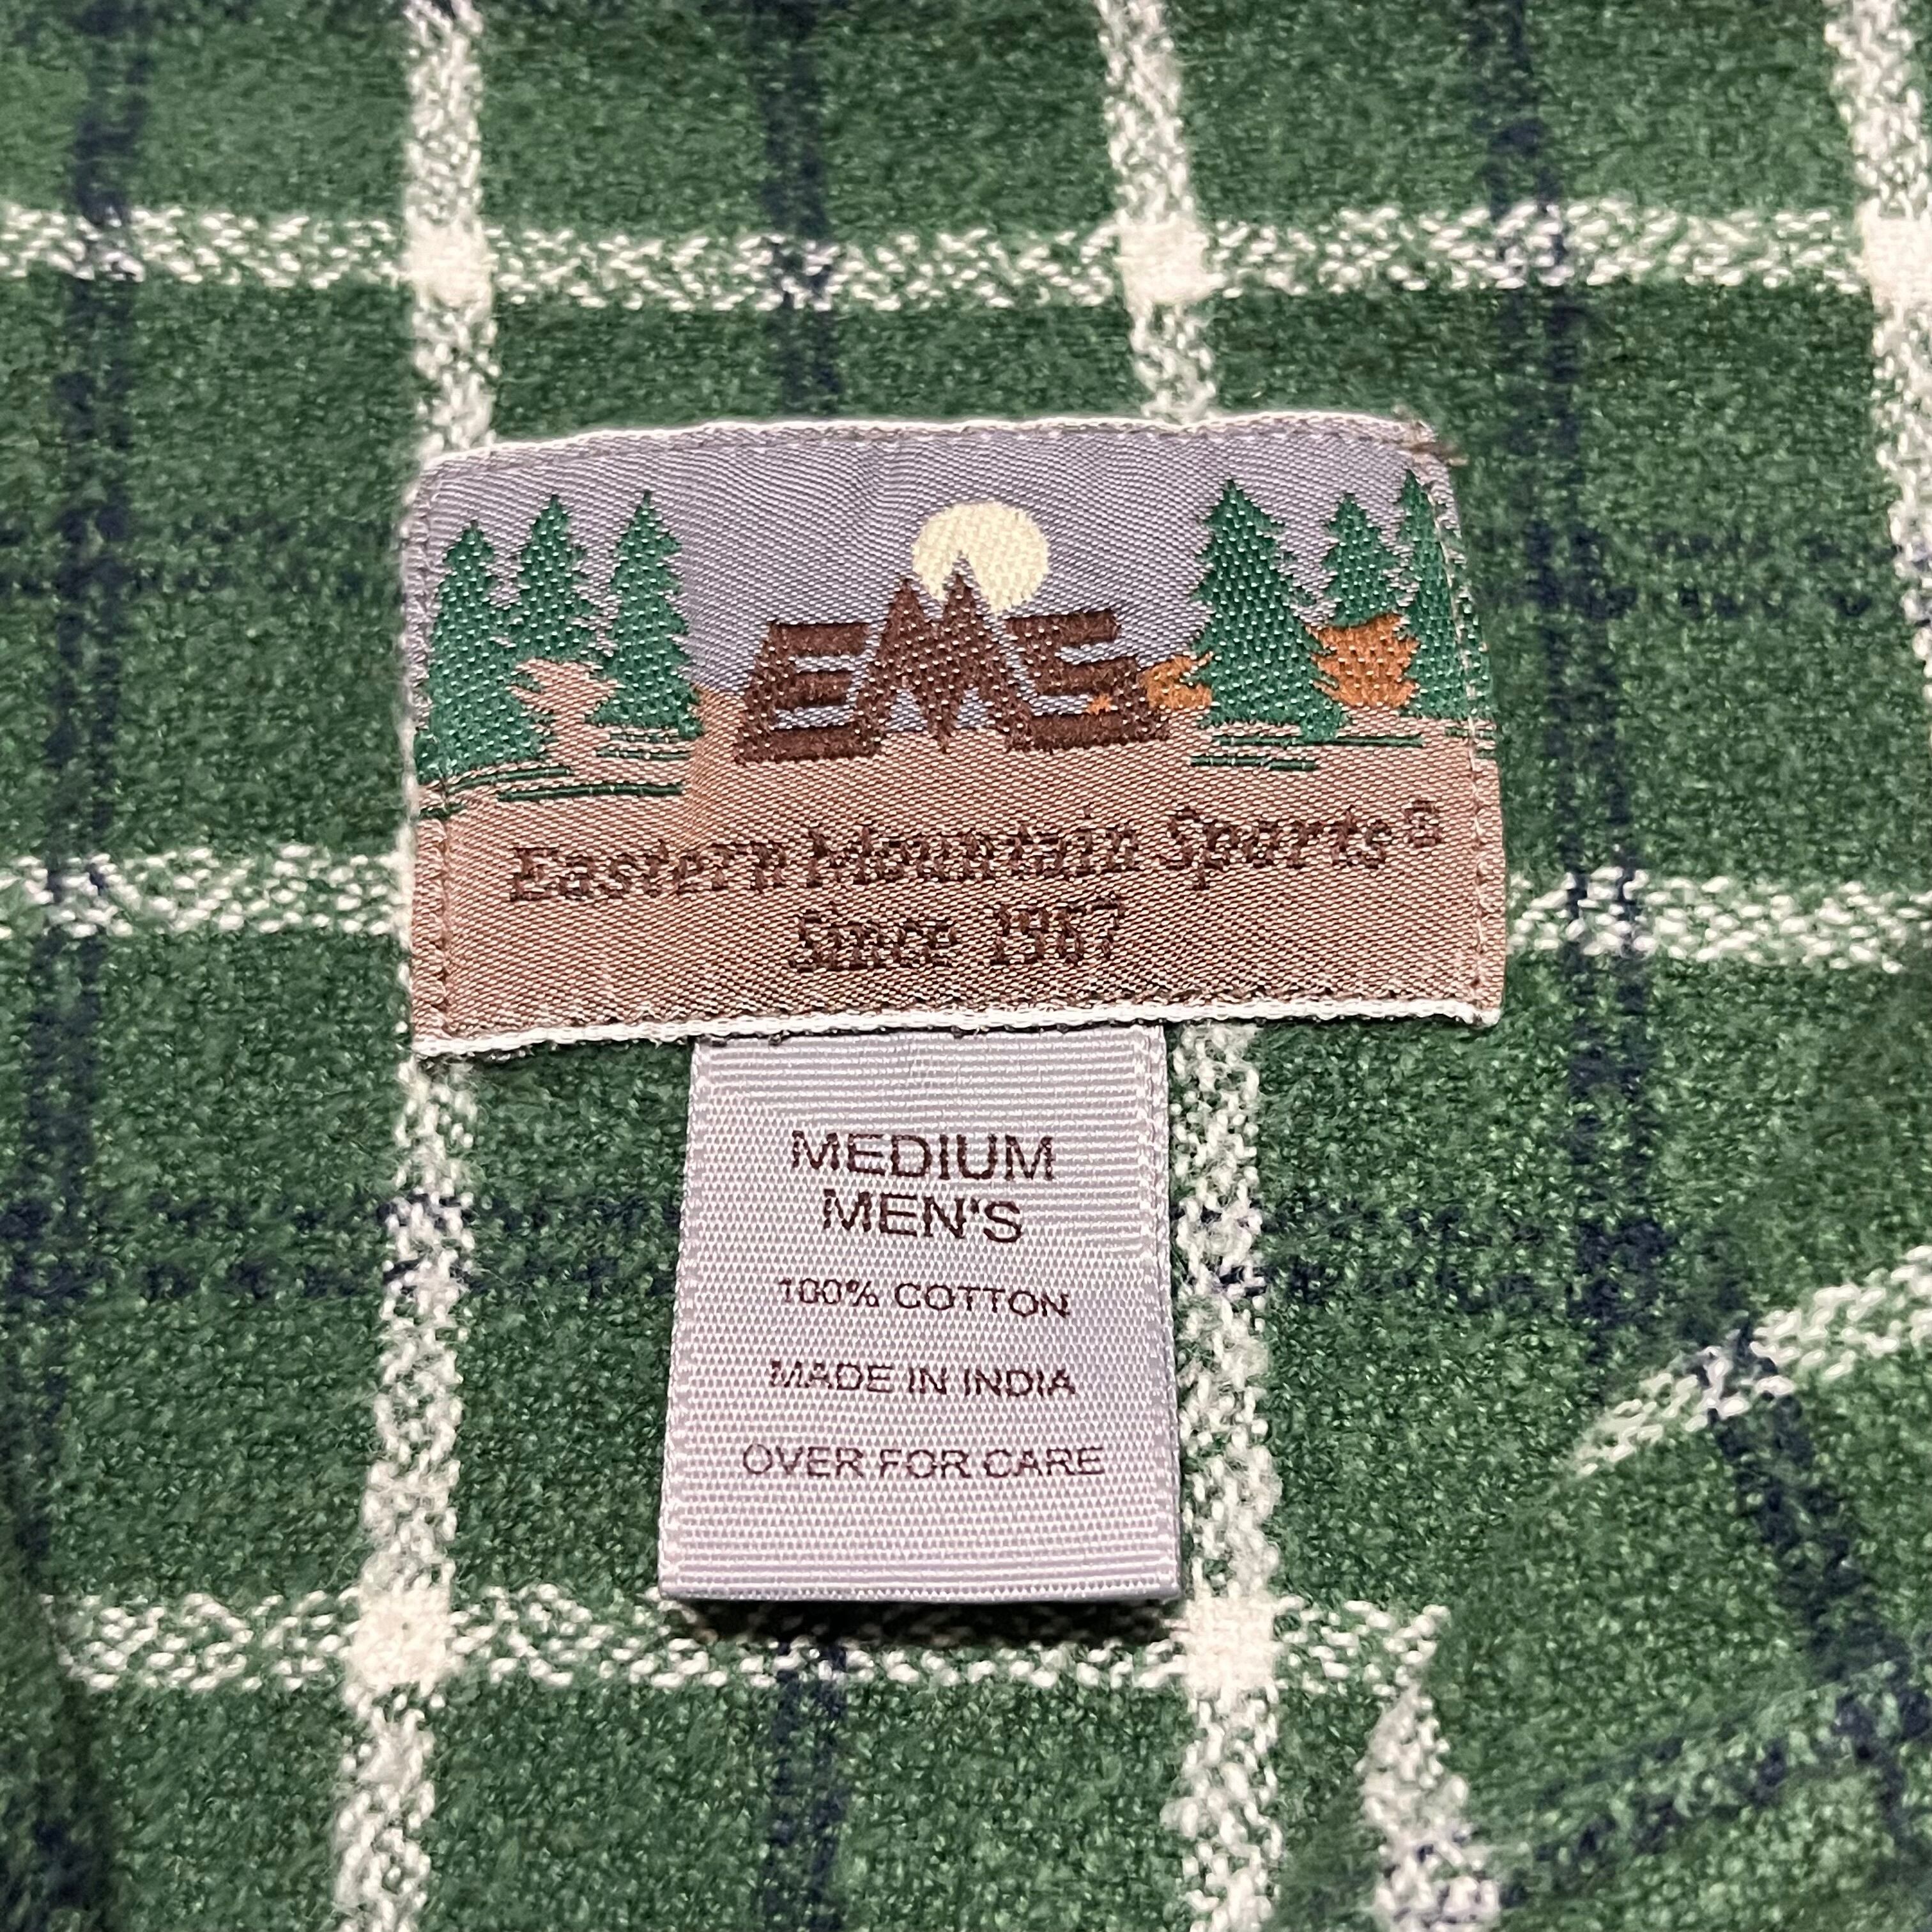 EMS
Eastern Mountain Sports®
Since 1967
MEDIUM
MEN'S
100% COTTON
MADE IN INDIA
OVER FOR CARE